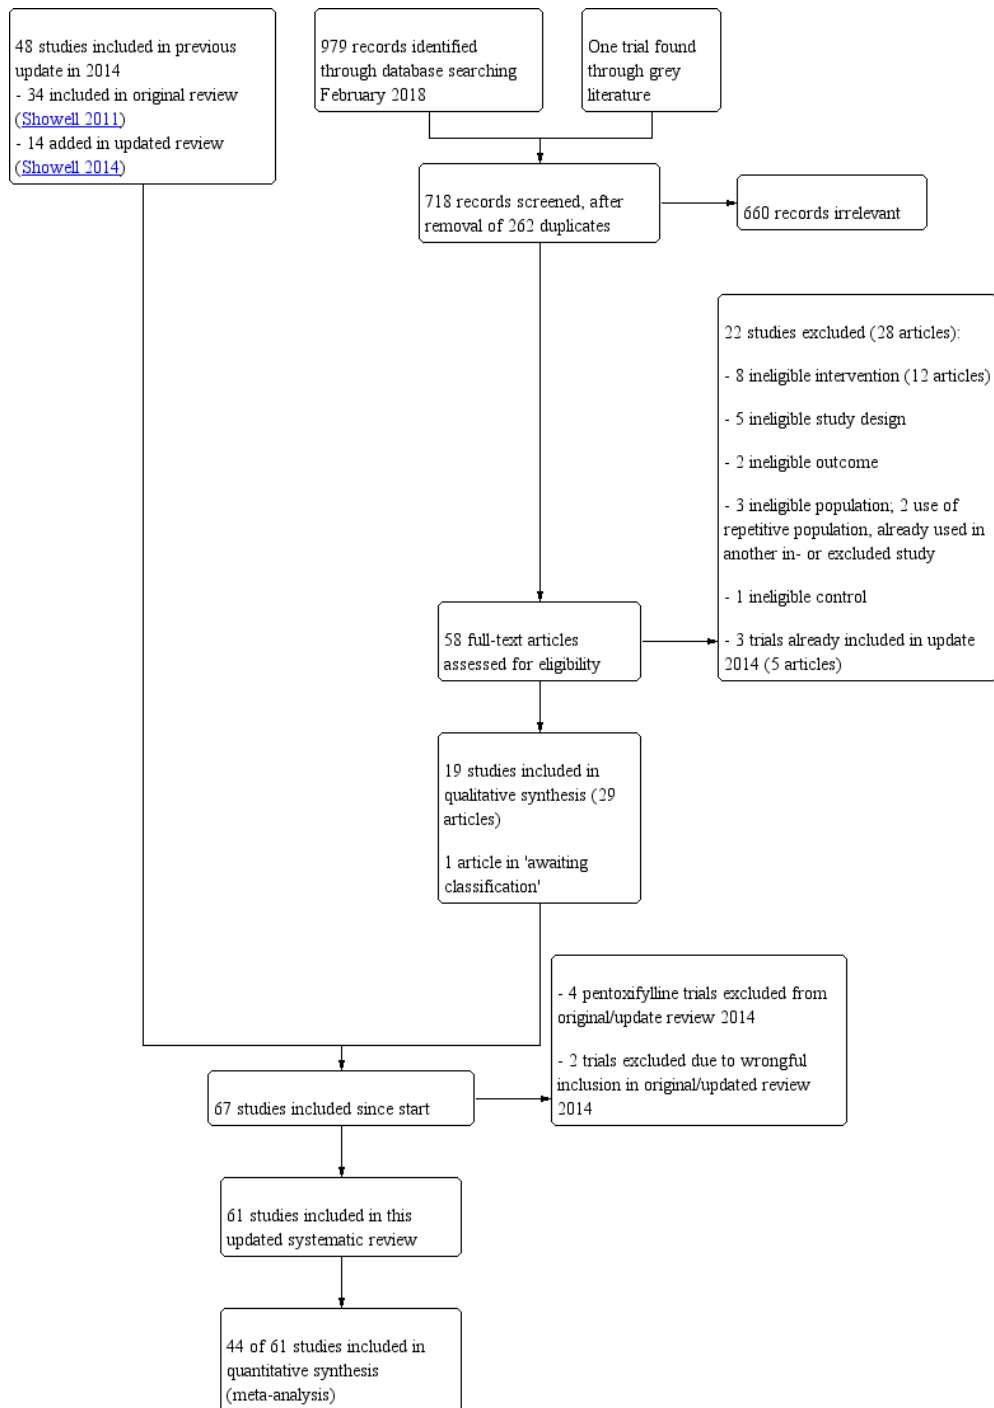 48 studies included in previous
update in 2014
- 34 included in original review
(Showell 2011)
- 14 added in updated review
(Showell 2014)
979 records identified
through database searching
February 2018
One trial found
through grey
literature
718 records screened, after
removal of 262 duplicates
660 records irrelevant
22 studies excluded (28 articles):
- 8 ineligible intervention (12 articles)
- 5 ineligible study design
- 2 ineligible outcome
- 3 ineligible population; 2 use of
repetitive population, already used in
another in- or excluded study
- 1 ineligible control
- 3 trials already included in update
2014 (5 articles)
58 full-text articles
assessed for eligibility
19 studies included in
qualitative synthesis (29
articles)
1 article in 'awaiting
classification'
- 4 pentoxifylline trials excluded from
original/update review 2014
- 2 trials excluded due to wrongful
inclusion in original/updated review
2014
67 studies included since start
61 studies included in this
updated systematic review
44 of 61 studies included in
quantitative synthesis
(meta-analysis)